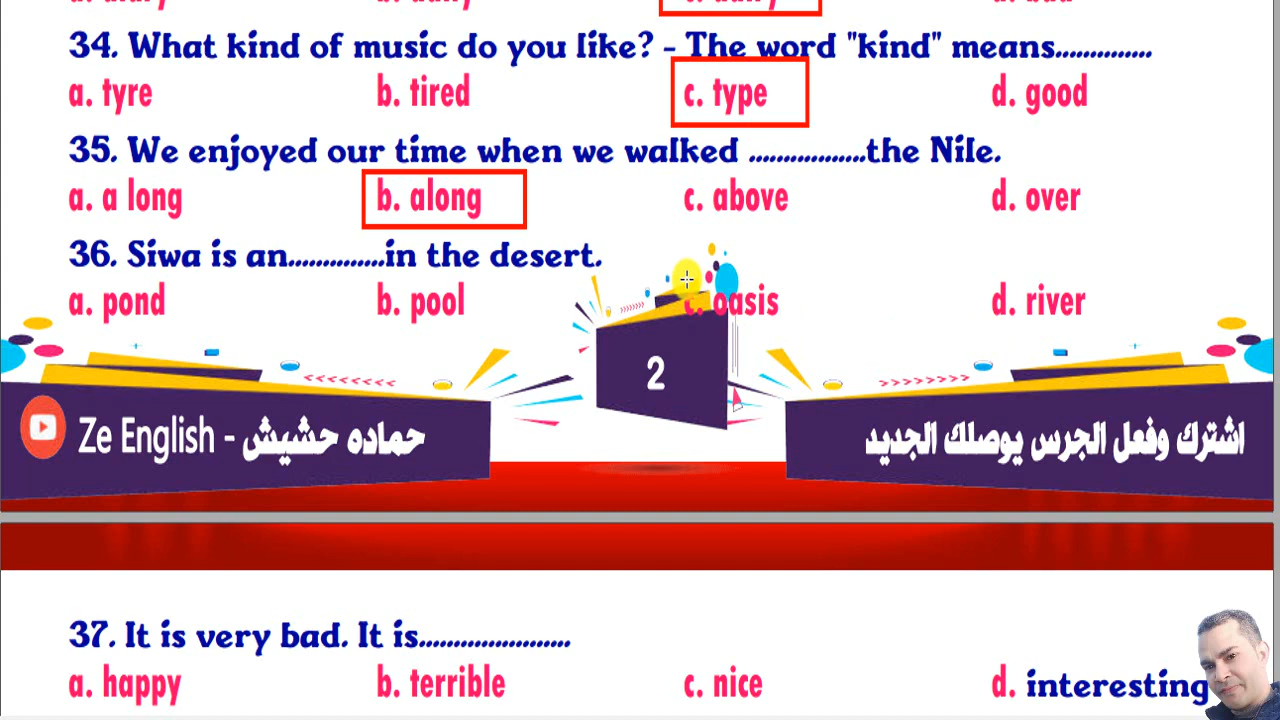 34. What kind of music do you like? - The word "kind" means..............
a. tyre b. tired c. type d. good
35. We enjoyed our time when we walked .................the Nile.
a. a long b. along c. above d. over
36. Siwa is an..............in the desert.
a. pond b. pool c. oasis d. river
2
Ze English - حماده حشيش
اشترك وفعل الجرس يوصلك الجديد
37. It is very bad. It is......................
a. happy b. terrible c. nice d. interesting